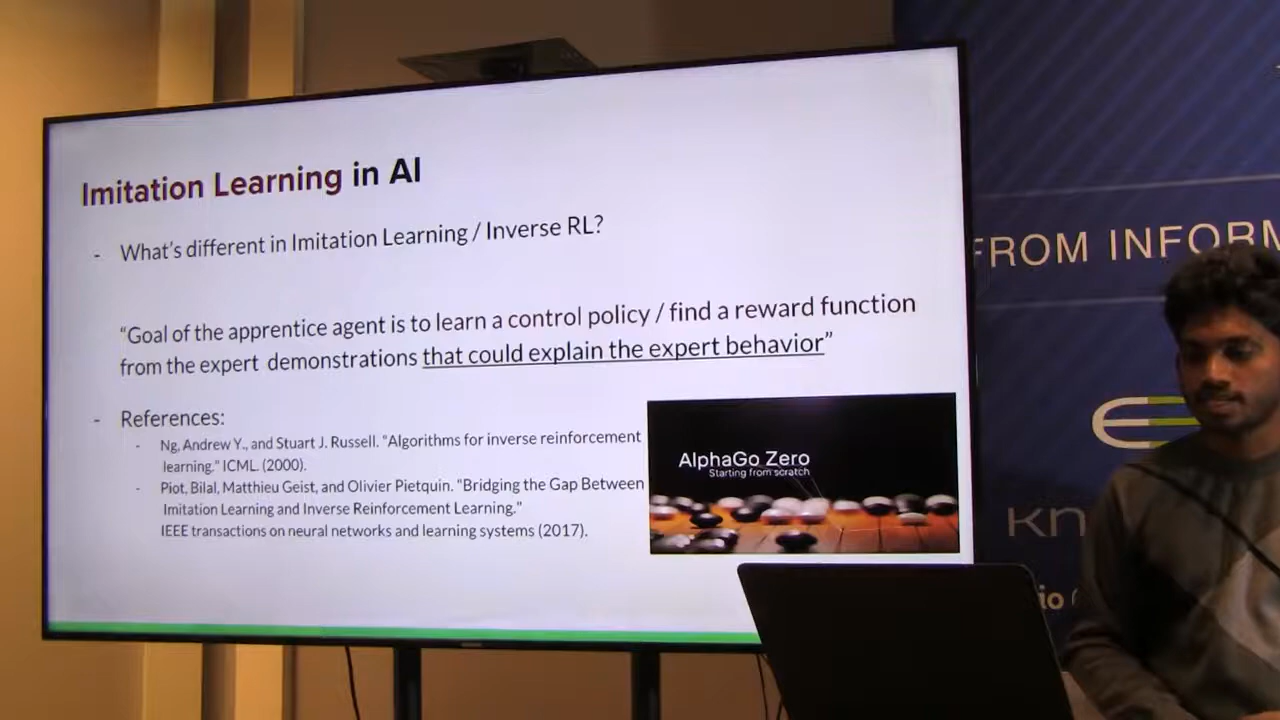 Imitation Learning in AI
- What's different in Imitation Learning / Inverse RL?
“Goal of the apprentice agent is to learn a control policy / find a reward function
from the expert demonstrations that could explain the expert behavior”
- References:
- Ng, Andrew Y., and Stuart J. Russell. “Algorithms for inverse reinforcement
learning.” ICML. (2000).
- Piot, Bilal, Matthieu Geist, and Olivier Pietquin. “Bridging the Gap Between
Imitation Learning and Inverse Reinforcement Learning.”
IEEE transactions on neural networks and learning systems (2017).
AlphaGo Zero
Starting from scratch
FROM INFORM
kn
io